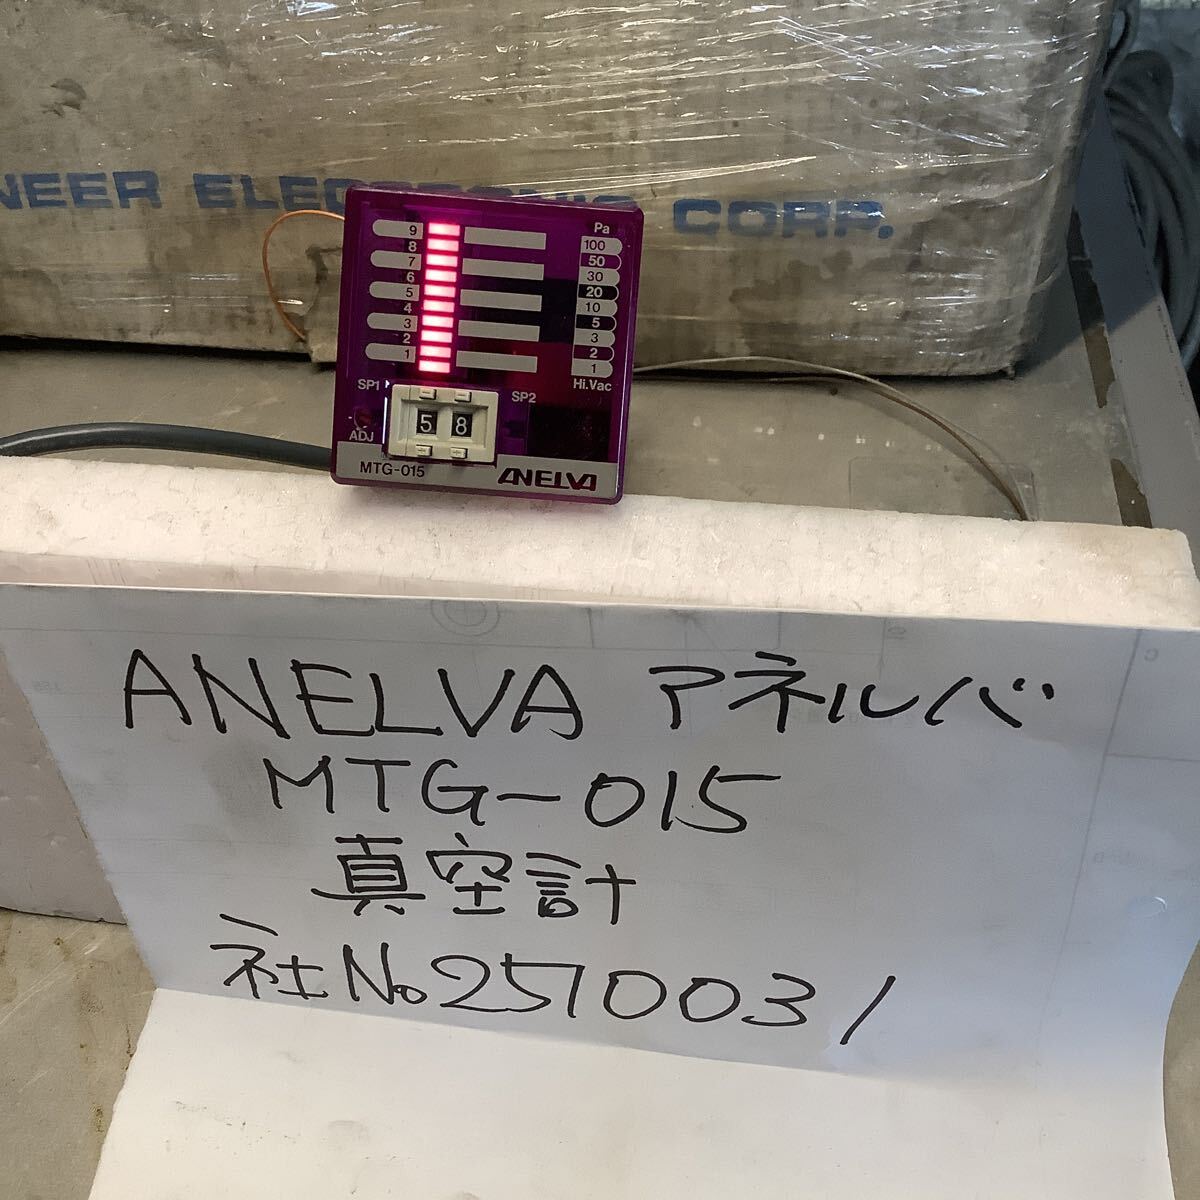 NEER ELECTRONIC CORP.
Pa
9 100
8 50
7 30
6 20
5 10
4 5
3 3
2 2
1 1
Hi.Vac
SP1 SP2
5 8
ADJ
MTG-015 ANELVA
ANELVA アネルバ
MTG-015
真空計
社No2570031